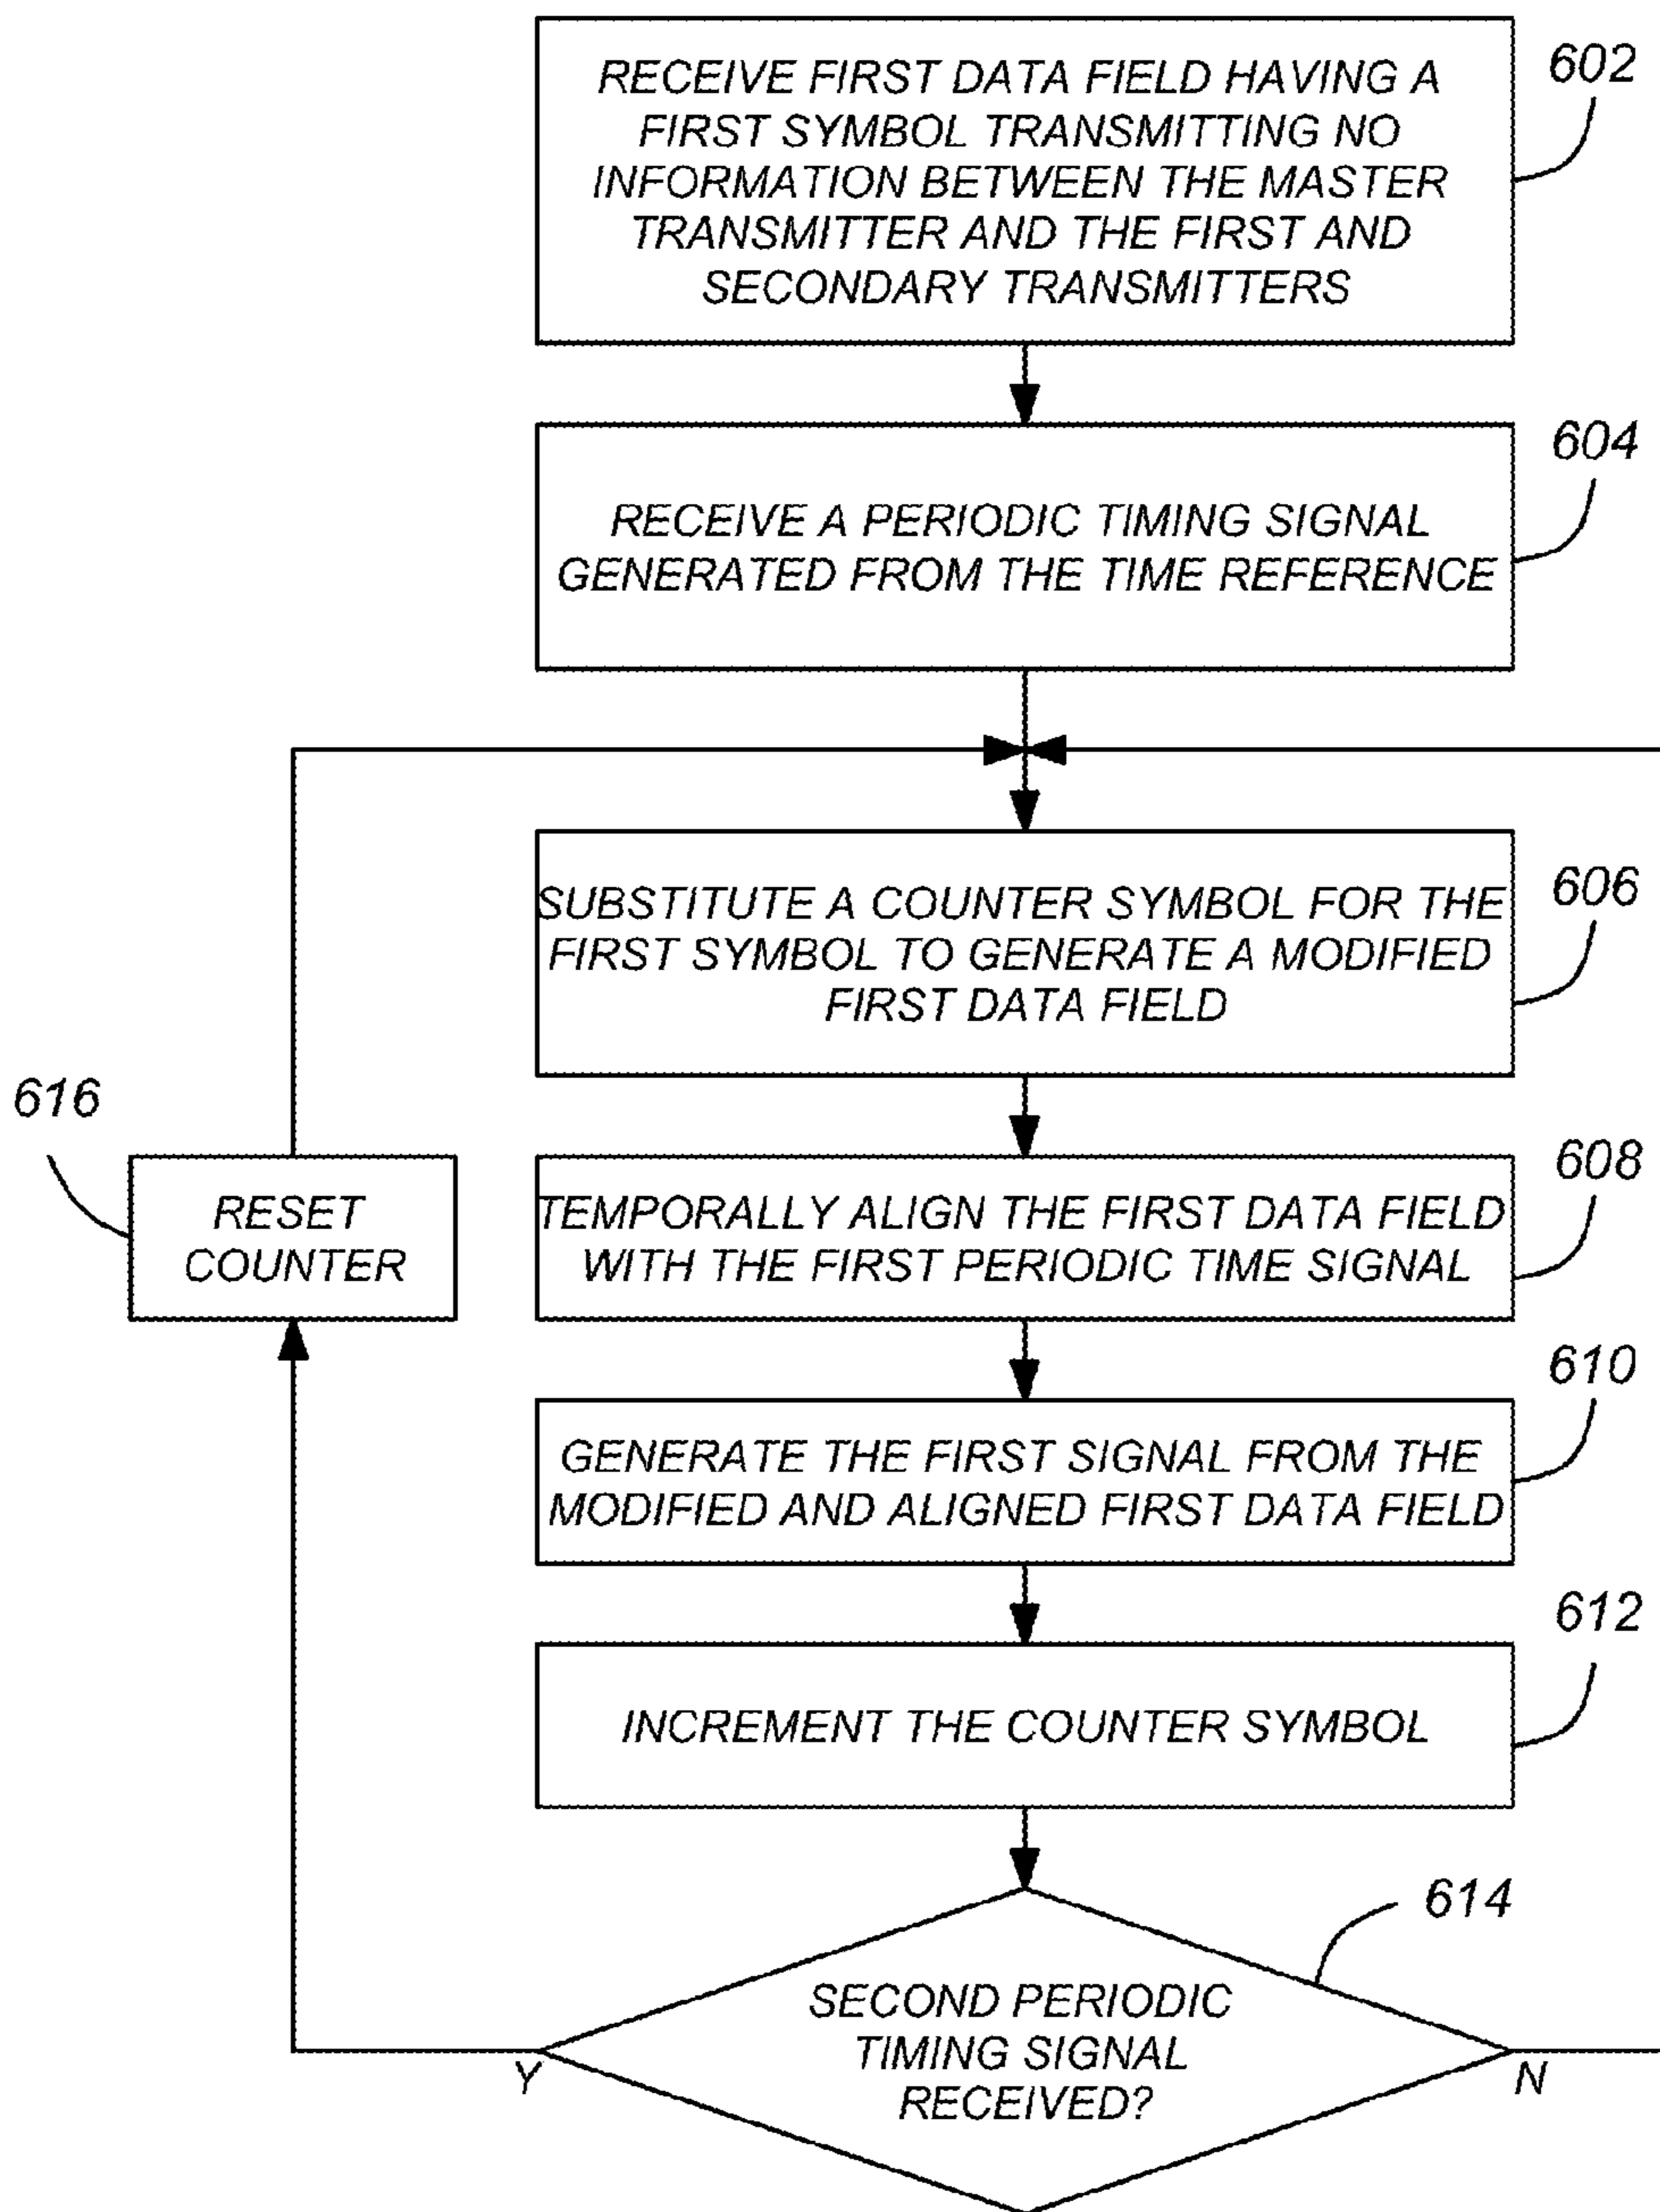 RECEIVE FIRST DATA FIELD HAVING A
FIRST SYMBOL TRANSMITTING NO
INFORMATION BETWEEN THE MASTER
TRANSMITTER AND THE FIRST AND
SECONDARY TRANSMITTERS
602
RECEIVE A PERIODIC TIMING SIGNAL
GENERATED FROM THE TIME REFERENCE
604
SUBSTITUTE A COUNTER SYMBOL FOR THE
FIRST SYMBOL TO GENERATE A MODIFIED
FIRST DATA FIELD
606
616
RESET
COUNTER
TEMPORALLY ALIGN THE FIRST DATA FIELD
WITH THE FIRST PERIODIC TIME SIGNAL
608
GENERATE THE FIRST SIGNAL FROM THE
MODIFIED AND ALIGNED FIRST DATA FIELD
610
INCREMENT THE COUNTER SYMBOL
612
614
SECOND PERIODIC
TIMING SIGNAL
RECEIVED?
Y
N